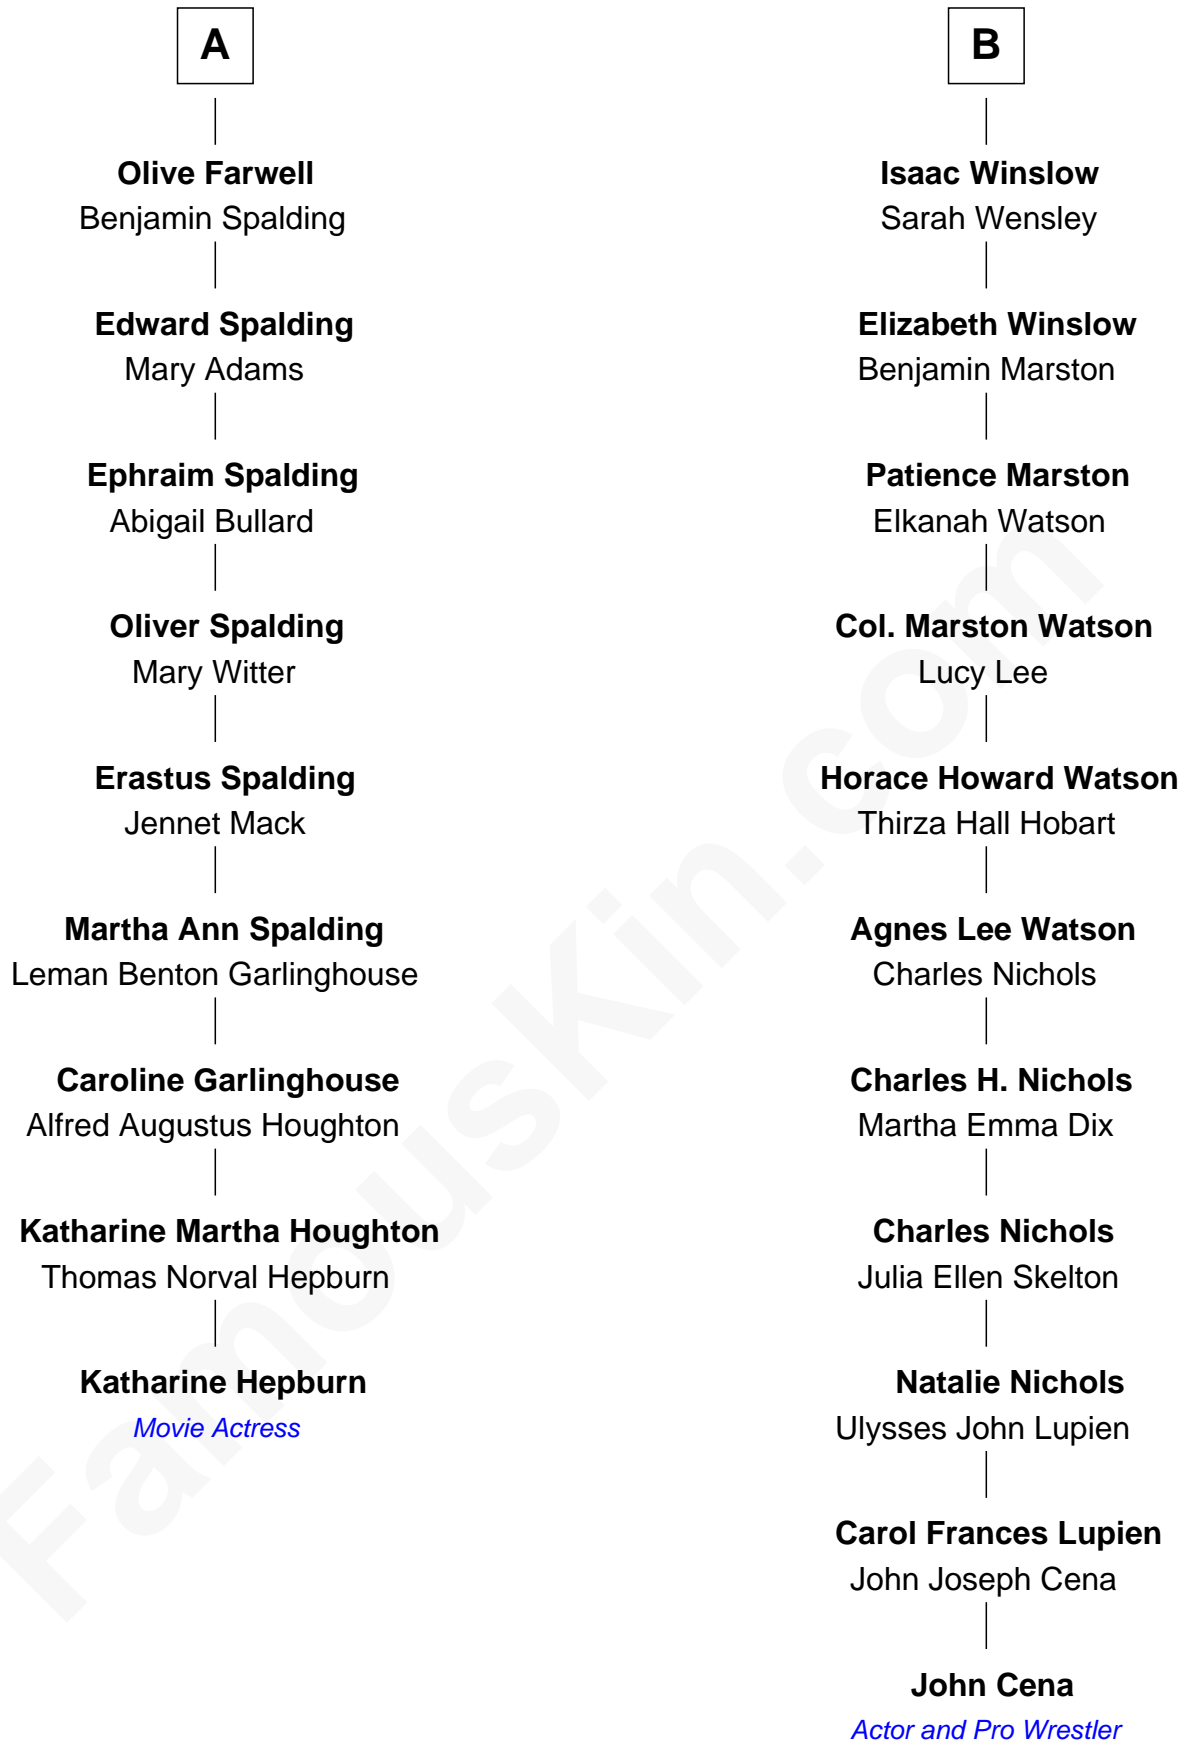 A
Olive Farwell
Benjamin Spalding
Edward Spalding
Mary Adams
Ephraim Spalding
Abigail Bullard
Oliver Spalding
Mary Witter
Erastus Spalding
Jennet Mack
Martha Ann Spalding
Leman Benton Garlinghouse
Caroline Garlinghouse
Alfred Augustus Houghton
Katharine Martha Houghton
Thomas Norval Hepburn
Katharine Hepburn
Movie Actress
B
Isaac Winslow
Sarah Wensley
Elizabeth Winslow
Benjamin Marston
Patience Marston
Elkanah Watson
Col. Marston Watson
Lucy Lee
Horace Howard Watson
Thirza Hall Hobart
Agnes Lee Watson
Charles Nichols
Charles H. Nichols
Martha Emma Dix
Charles Nichols
Julia Ellen Skelton
Natalie Nichols
Ulysses John Lupien
Carol Frances Lupien
John Joseph Cena
John Cena
Actor and Pro Wrestler
FamousKin.com